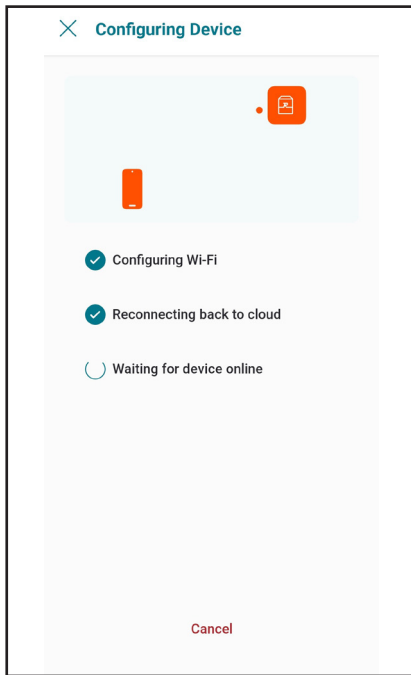 Configuring Device
Configuring Wi-Fi
Reconnecting back to cloud
Waiting for device online
Cancel